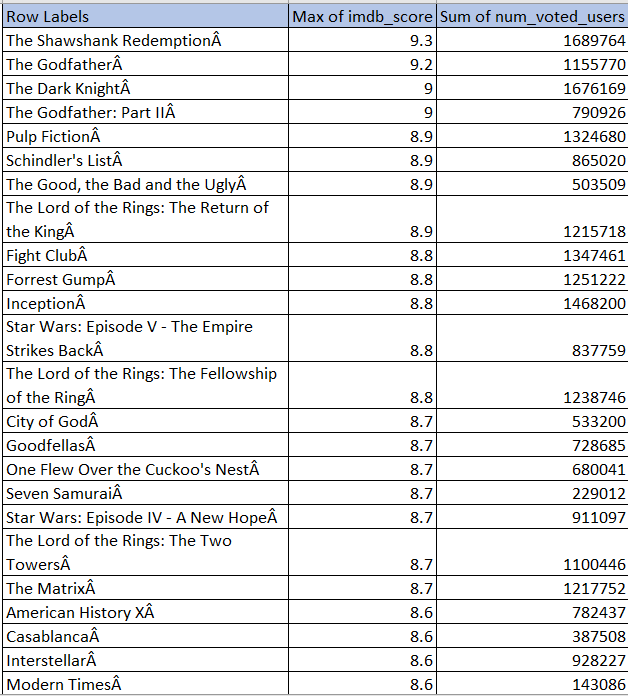 Row Labels Max of imdb_score Sum of num_voted_users
The Shawshank RedemptionÂ 9.3 1689764
The GodfatherÂ 9.2 1155770
The Dark KnightÂ 9 1676169
The Godfather: Part IIÂ 9 790926
Pulp FictionÂ 8.9 1324680
Schindler's ListÂ 8.9 865020
The Good, the Bad and the UglyÂ 8.9 503509
The Lord of the Rings: The Return of
the KingÂ 8.9 1215718
Fight ClubÂ 8.8 1347461
Forrest GumpÂ 8.8 1251222
InceptionÂ 8.8 1468200
Star Wars: Episode V - The Empire
Strikes BackÂ 8.8 837759
The Lord of the Rings: The Fellowship
of the RingÂ 8.8 1238746
City of GodÂ 8.7 533200
GoodfellasÂ 8.7 728685
One Flew Over the Cuckoo's NestÂ 8.7 680041
Seven SamuraiÂ 8.7 229012
Star Wars: Episode IV - A New HopeÂ 8.7 911097
The Lord of the Rings: The Two
TowersÂ 8.7 1100446
The MatrixÂ 8.7 1217752
American History XÂ 8.6 782437
CasablancaÂ 8.6 387508
InterstellarÂ 8.6 928227
Modern TimesÂ 8.6 143086